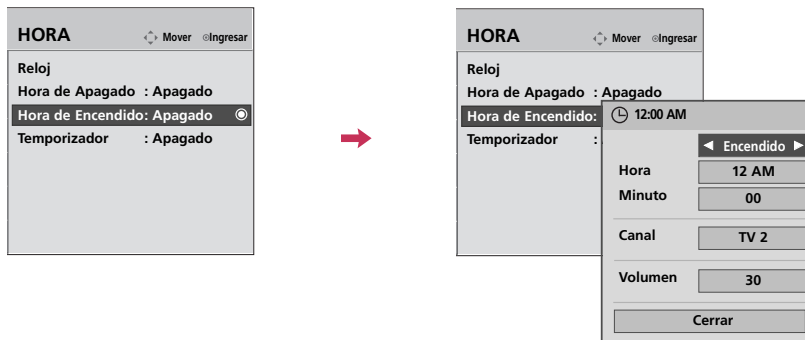 HORA Mover Ingresar
Reloj
Hora de Apagado : Apagado
Hora de Encendido: Apagado
Temporizador : Apagado
HORA Mover Ingresar
Reloj
Hora de Apagado : Apagado
Hora de Encendido:
Temporizador :
12:00 AM
◀ Encendido ▶
Hora 12 AM
Minuto 00
Canal TV 2
Volumen 30
Cerrar